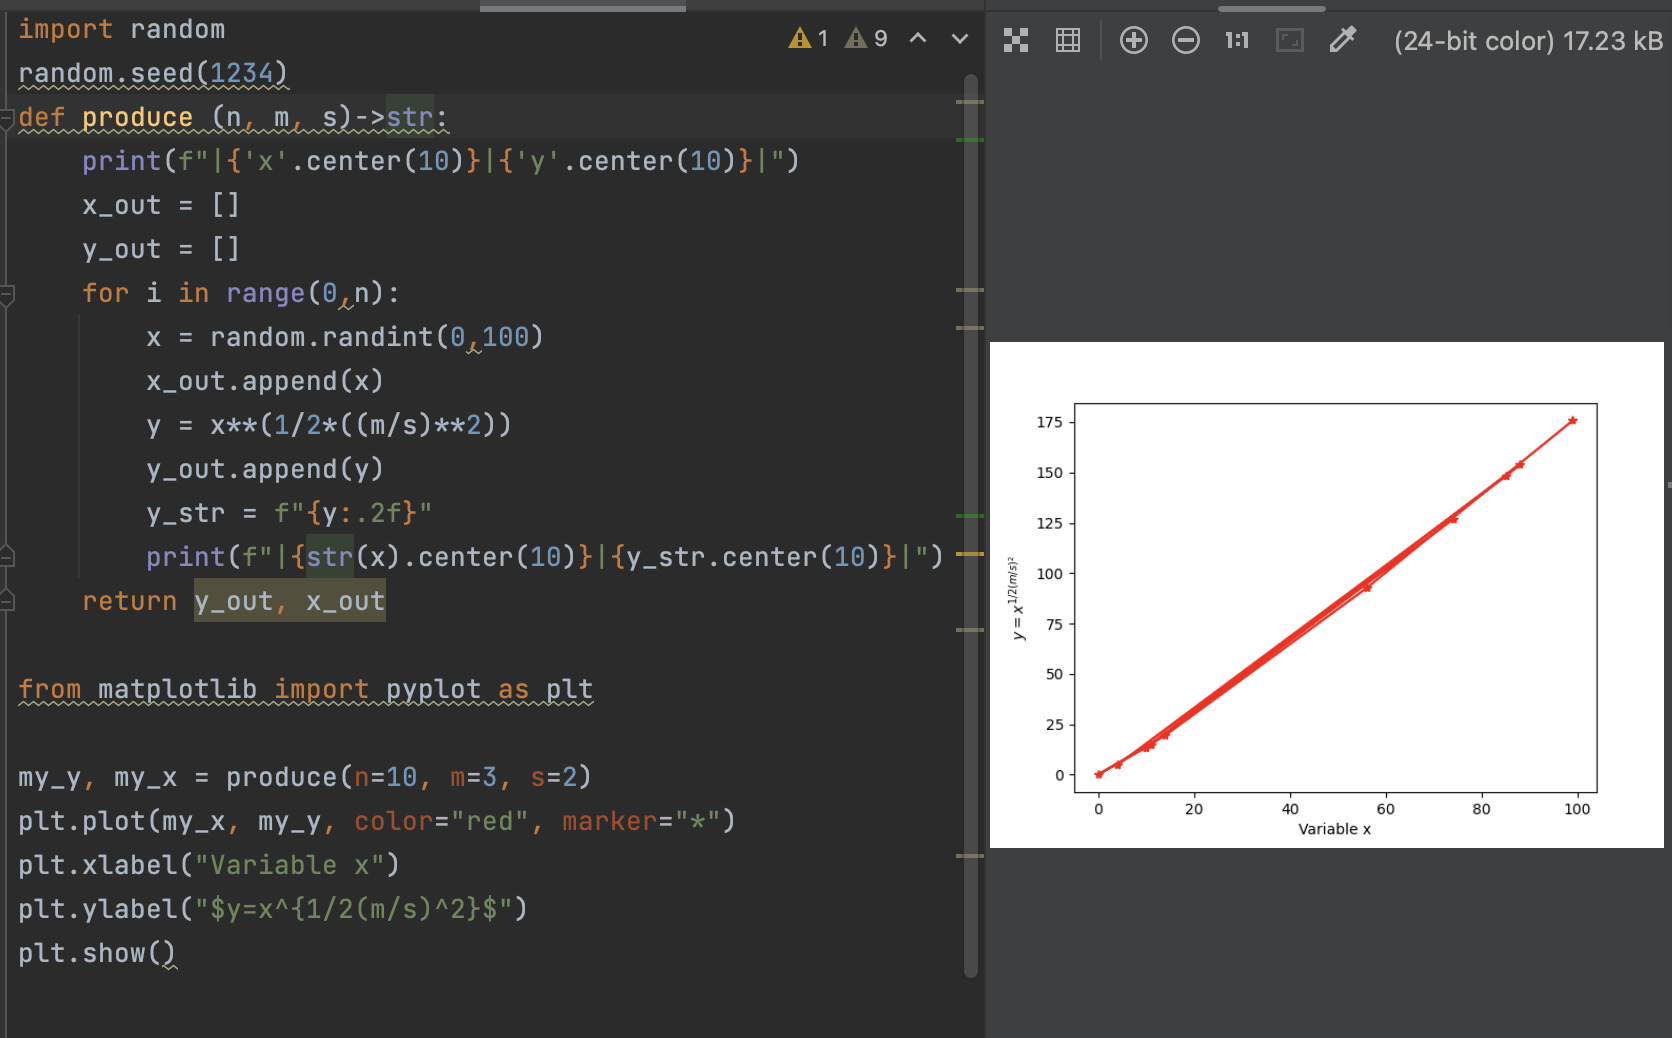 import random
random.seed(1234)
def produce (n, m, s)->str:
    print(f"|{'x'.center(10)}|{'y'.center(10)}|")
    x_out = []
    y_out = []
    for i in range(0,n):
        x = random.randint(0,100)
        x_out.append(x)
        y = x**(1/2*((m/s)**2))
        y_out.append(y)
        y_str = f"{y:.2f}"
        print(f"|{str(x).center(10)}|{y_str.center(10)}|")
    return y_out, x_out
from matplotlib import pyplot as plt
my_y, my_x = produce(n=10, m=3, s=2)
plt.plot(my_x, my_y, color="red", marker="*")
plt.xlabel("Variable x")
plt.ylabel("$y=x^{1/2(m/s)^2}$")
plt.show()
1 9
1:1 (24-bit color) 17.23 kB
175
150
125
100
75
50
25
0
y = x^{1/2(m/s)^2}
0 20 40 60 80 100
Variable x